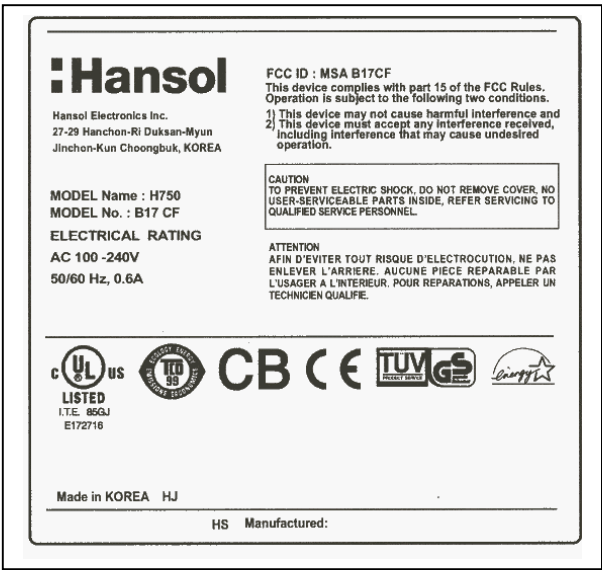 Hansol
Hansol Electronics Inc.
27-29 Hanchon-Ri Duksan-Myun
Jinchon-Kun Choongbuk, KOREA
MODEL Name : H750
MODEL No. : B17 CF
ELECTRICAL RATING
AC 100 -240V
50/60 Hz, 0.6A
FCC ID : MSA B17CF
This device complies with part 15 of the FCC Rules.
Operation is subject to the following two conditions.
1) This device may not cause harmful interference and
2) This device must accept any interference received,
including interference that may cause undesired
operation.
CAUTION
TO PREVENT ELECTRIC SHOCK, DO NOT REMOVE COVER, NO
USER-SERVICEABLE PARTS INSIDE, REFER SERVICING TO
QUALIFIED SERVICE PERSONNEL.
ATTENTION
AFIN D'EVITER TOUT RISQUE D'ELECTROCUTION, NE PAS
ENLEVER L'ARRIERE. AUCUNE PIECE REPARABLE PAR
L'USAGER A L'INTERIEUR. POUR REPARATIONS, APPELER UN
TECHNICIEN QUALIFIE.
C UL US
LISTED
I.T.E. 85GJ
E172716
ECOLOGY ENERGY
TCO
99
EMISSIONS ERGONOMICS
CB CE
TUV
PRODUCT SERVICE
GS
energy
Made in KOREA HJ
HS Manufactured: